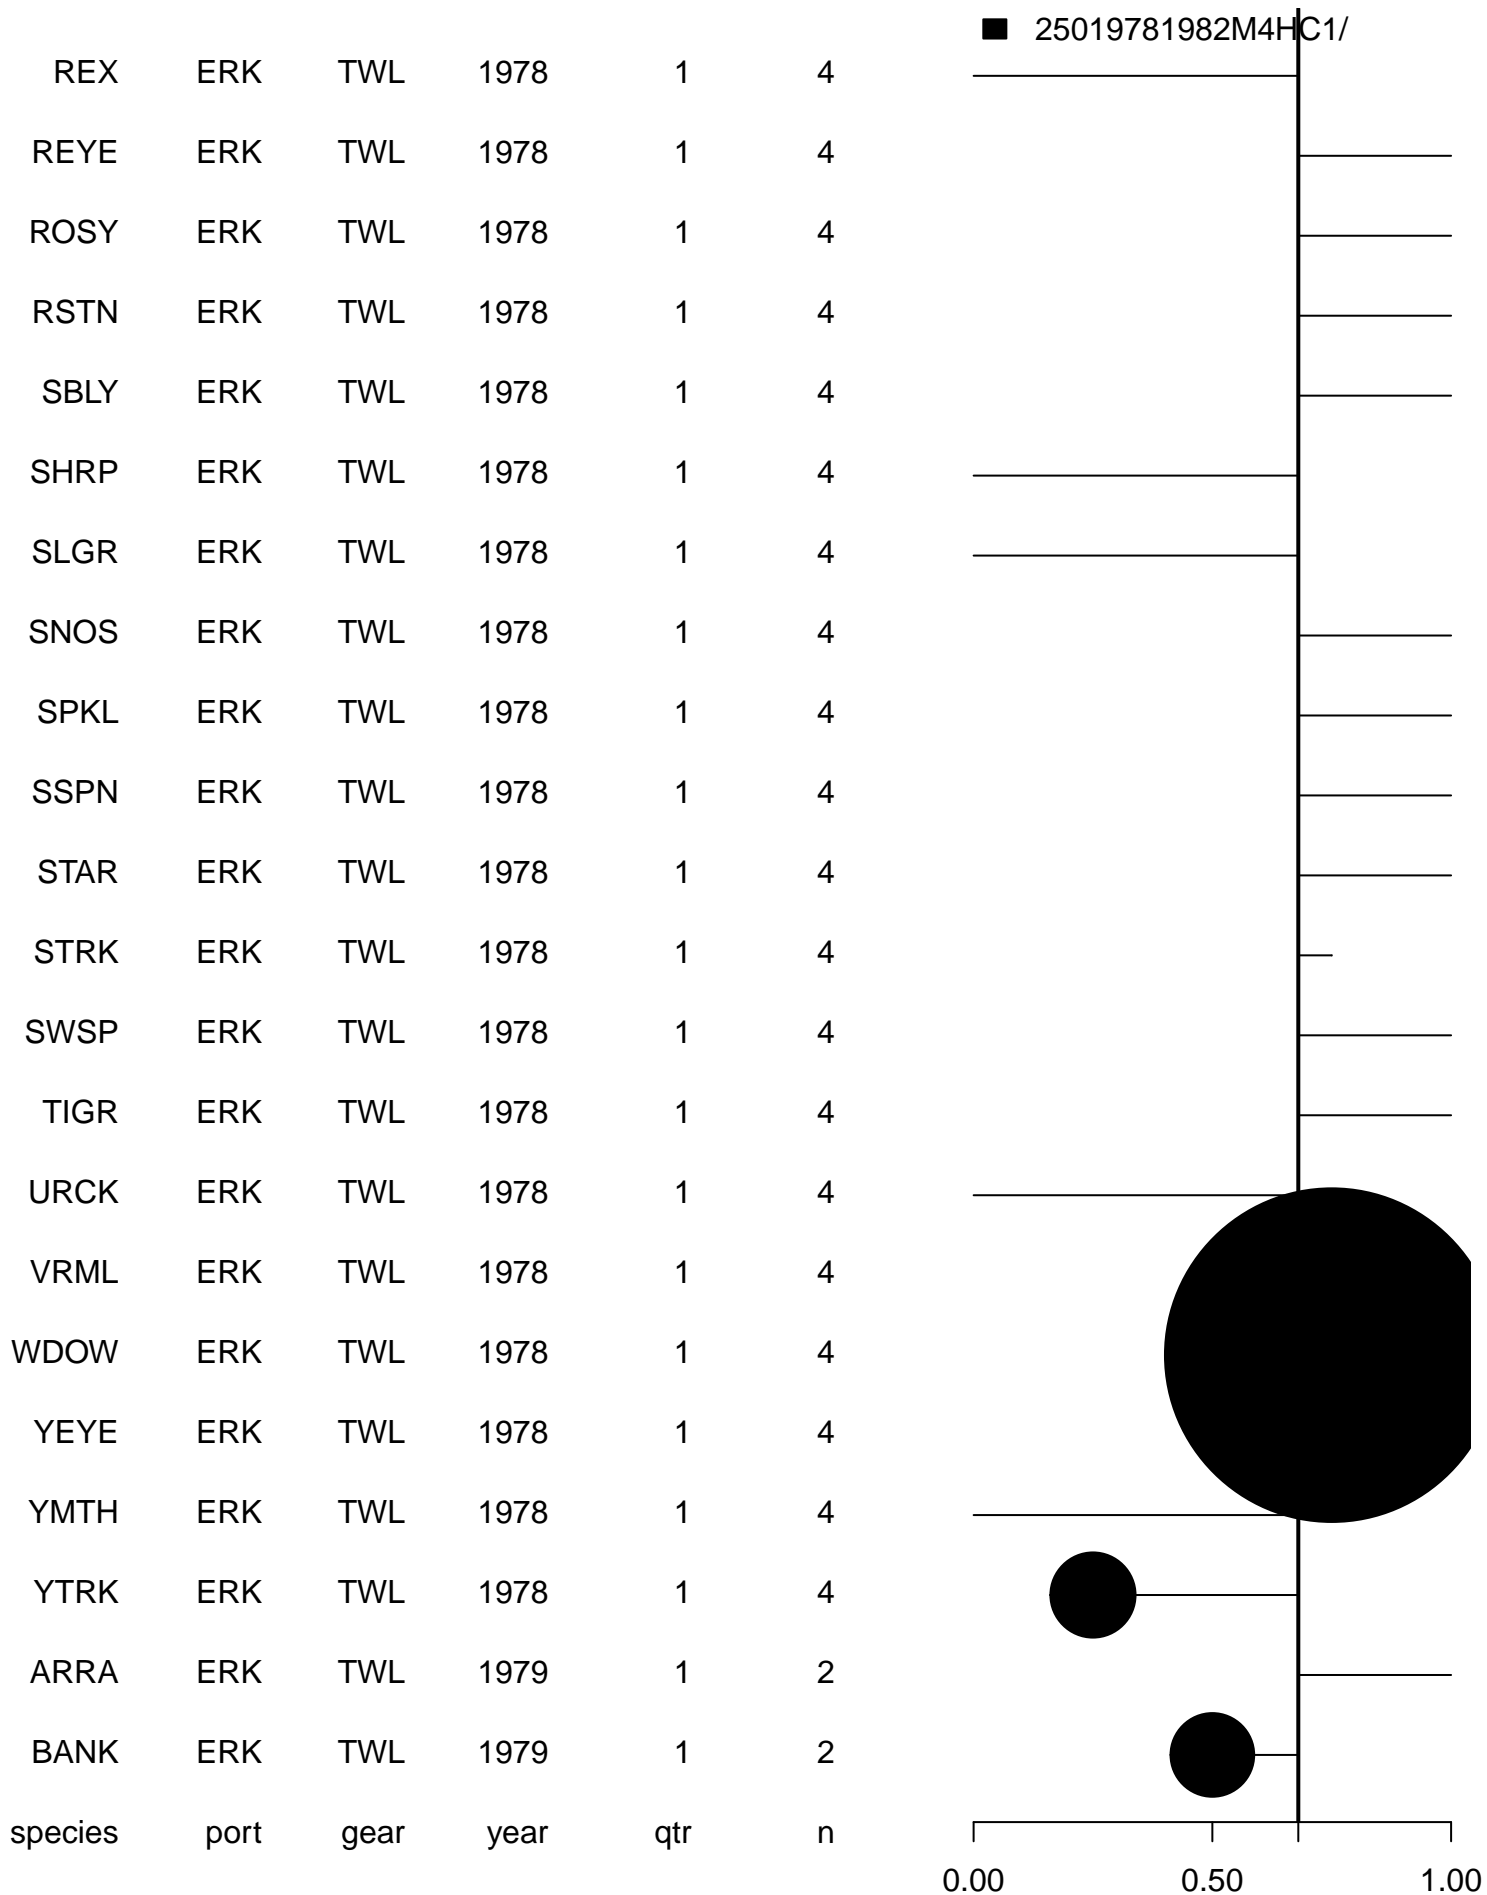 25019781982M4HC1/
REX ERK TWL 1978 1 4
REYE ERK TWL 1978 1 4
ROSY ERK TWL 1978 1 4
RSTN ERK TWL 1978 1 4
SBLY ERK TWL 1978 1 4
SHRP ERK TWL 1978 1 4
SLGR ERK TWL 1978 1 4
SNOS ERK TWL 1978 1 4
SPKL ERK TWL 1978 1 4
SSPN ERK TWL 1978 1 4
STAR ERK TWL 1978 1 4
STRK ERK TWL 1978 1 4
SWSP ERK TWL 1978 1 4
TIGR ERK TWL 1978 1 4
URCK ERK TWL 1978 1 4
VRML ERK TWL 1978 1 4
WDOW ERK TWL 1978 1 4
YEYE ERK TWL 1978 1 4
YMTH ERK TWL 1978 1 4
YTRK ERK TWL 1978 1 4
ARRA ERK TWL 1979 1 2
BANK ERK TWL 1979 1 2
species port gear year qtr n
0.00 0.50 1.00